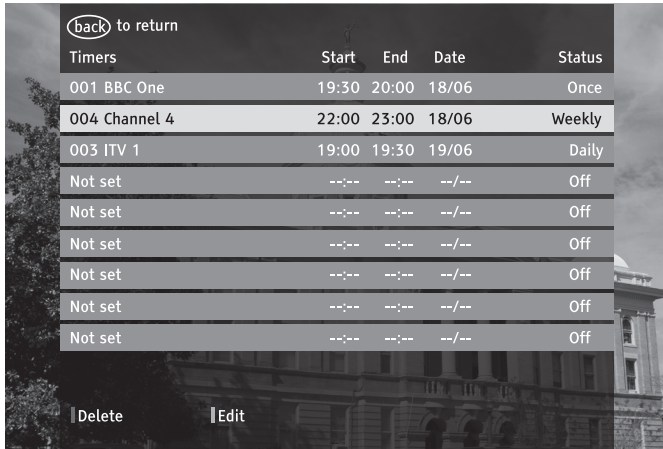 back to return
Timers Start End Date Status
001 BBC One 19:30 20:00 18/06 Once
004 Channel 4 22:00 23:00 18/06 Weekly
003 ITV 1 19:00 19:30 19/06 Daily
Not set --:-- --:-- --/-- Off
Not set --:-- --:-- --/-- Off
Not set --:-- --:-- --/-- Off
Not set --:-- --:-- --/-- Off
Not set --:-- --:-- --/-- Off
Not set --:-- --:-- --/-- Off
Delete Edit